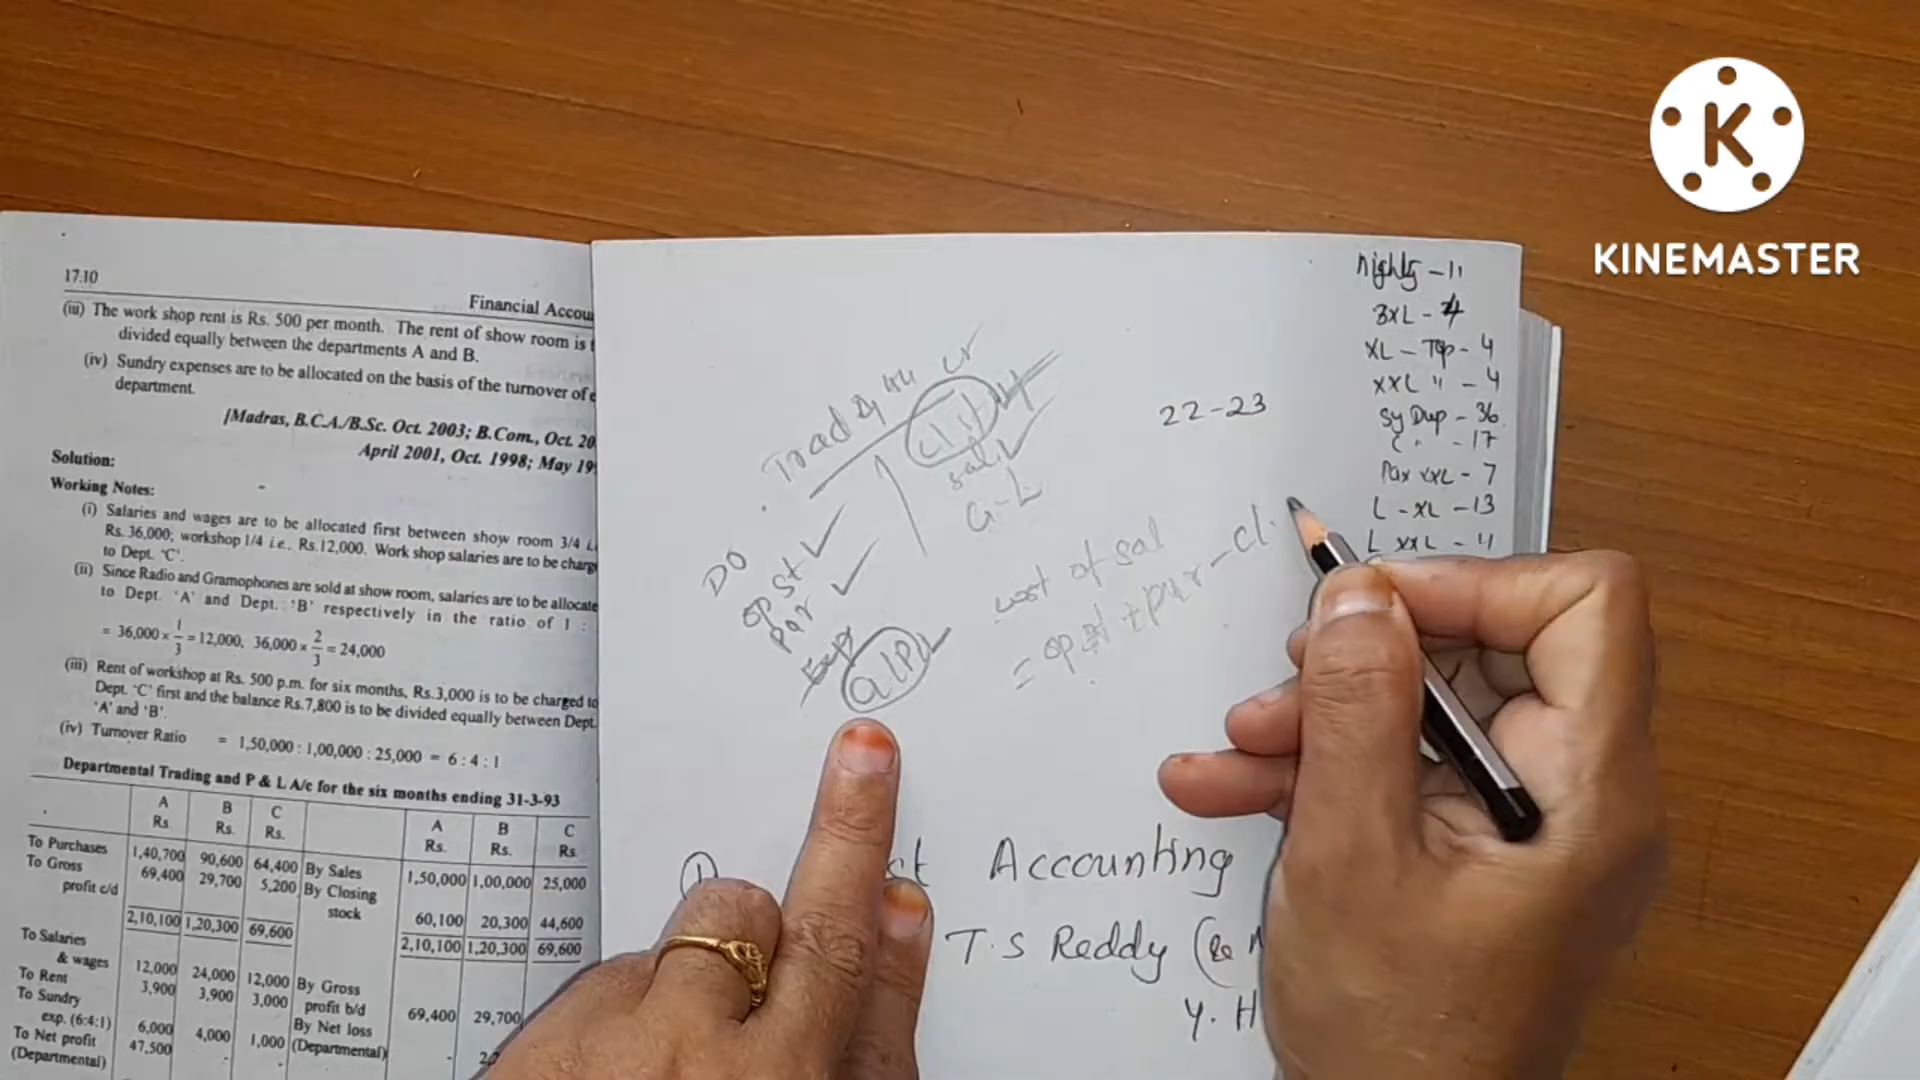 17.10
Financial Accou
(iii) The work shop rent is Rs. 500 per month. The rent of show room is t
divided equally between the departments A and B.
(iv) Sundry expenses are to be allocated on the basis of the turnover of e
department.
[Madras, B.C.A./B.Sc. Oct. 2003; B.Com., Oct. 20
April 2001, Oct. 1998; May 19
Solution:
Working Notes:
(i) Salaries and wages are to be allocated first between show room 3/4 i.
Rs. 36,000; workshop 1/4 i.e., Rs.12,000. Work shop salaries are to be charg
to Dept. 'C'.
(ii) Since Radio and Gramophones are sold at show room, salaries are to be allocate
to Dept. 'A' and Dept. 'B' respectively in the ratio of 1 :
= 36,000 × 1/3 = 12,000, 36,000 × 2/3 = 24,000
(iii) Rent of workshop at Rs. 500 p.m. for six months, Rs.3,000 is to be charged to
Dept. 'C' first and the balance Rs.7,800 is to be divided equally between Dept.
'A' and 'B'.
(iv) Turnover Ratio = 1,50,000 : 1,00,000 : 25,000 = 6 : 4 : 1
Departmental Trading and P & L A/c for the six months ending 31-3-93
A B C A B C
Rs. Rs. Rs. Rs. Rs. Rs.
To Purchases 1,40,700 90,600 64,400 By Sales 1,50,000 1,00,000 25,000
To Gross
profit c/d 69,400 29,700 5,200 By Closing
stock 60,100 20,300 44,600
2,10,100 1,20,300 69,600 2,10,100 1,20,300 69,600
To Salaries
& wages 12,000 24,000 12,000 By Gross
To Rent 3,900 3,900 3,000 profit b/d 69,400 29,700
To Sundry
exp. (6:4:1) 6,000 4,000 1,000 By Net loss
To Net profit 47,500 - - (Departmental) -
(Departmental)
cr
cl st
sal
G-L
DO
op st
pur
Exp
G/P
22-23
cost of sal
= op st + pur - cl.
Accounting
T.S Reddy
Y. H
3XL - 4
XL - Top - 4
XXL " - 4
- 36
- 17
XXL - 7
L - XL - 13
L XXL - 4
K
KINEMASTER